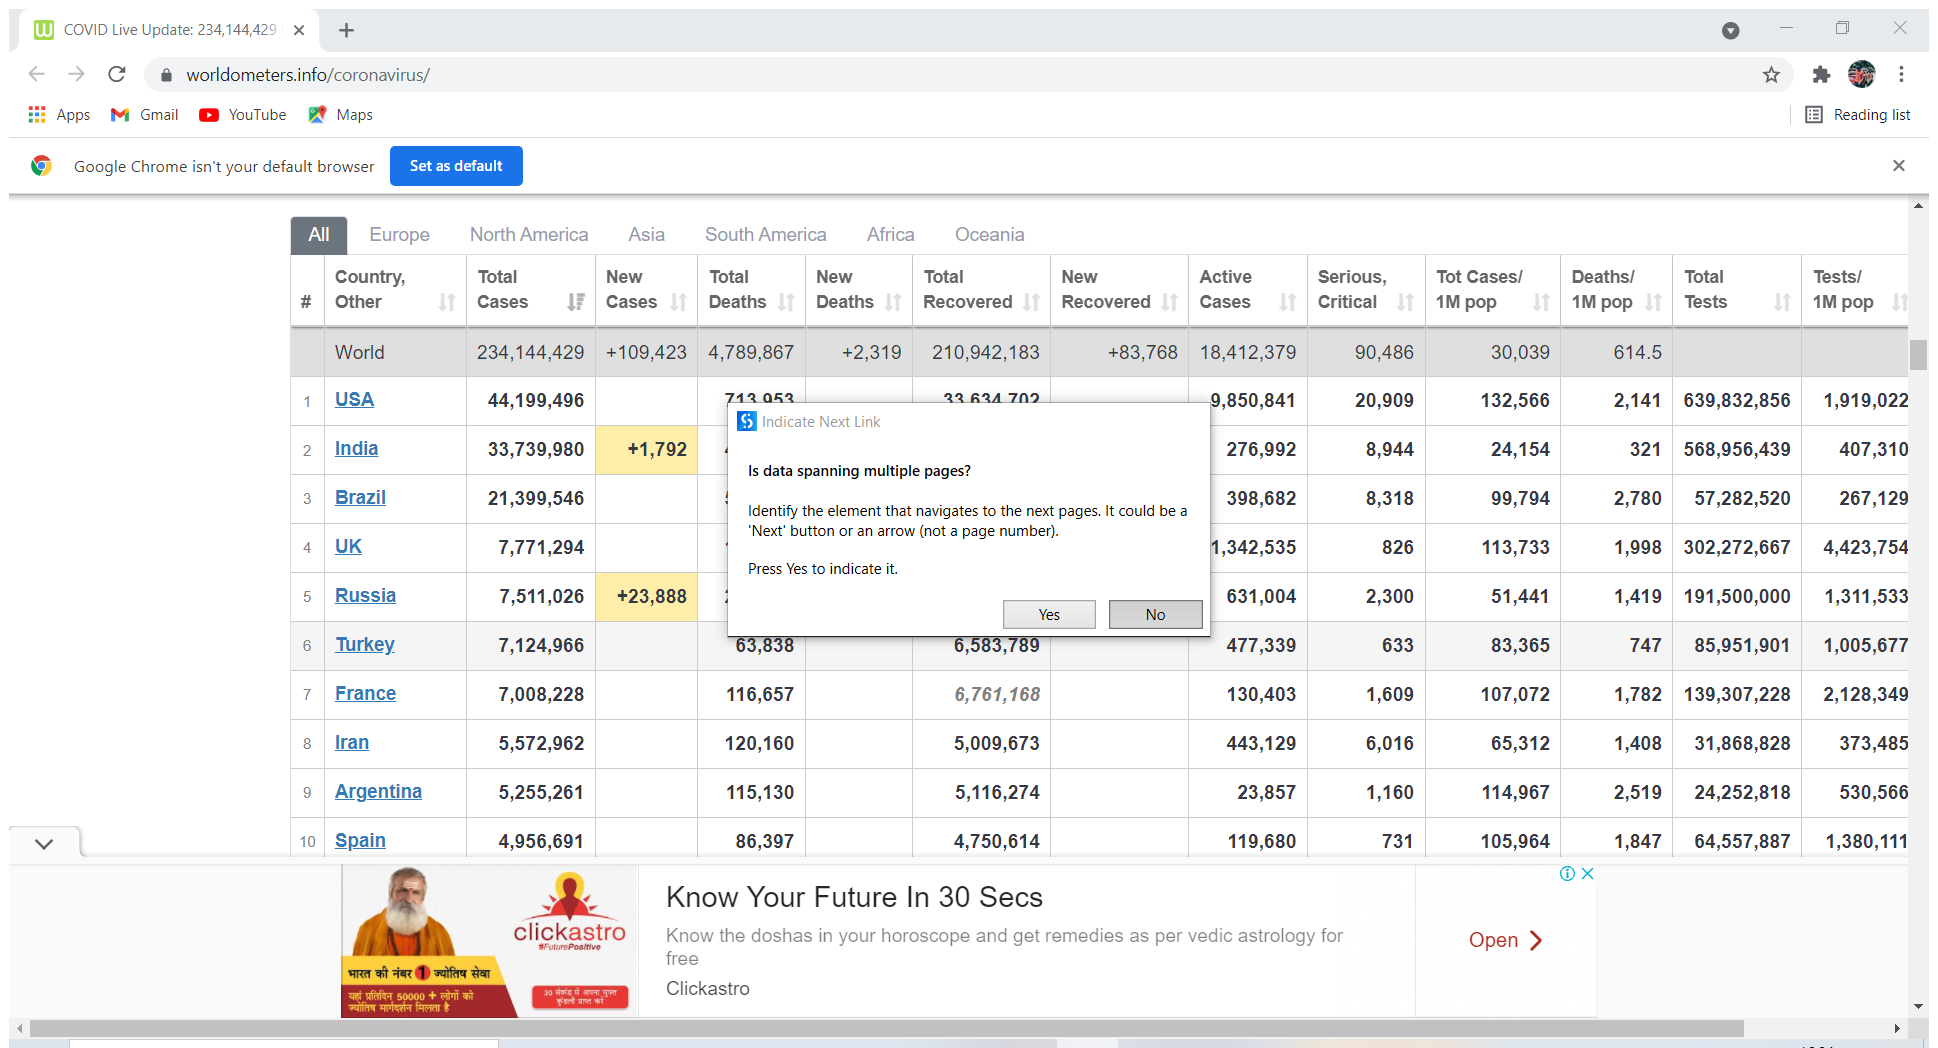 COVID Live Update: 234,144,429
worldometers.info/coronavirus/
Apps Gmail YouTube Maps Reading list
Google Chrome isn't your default browser Set as default
All Europe North America Asia South America Africa Oceania
# Country, Other Total Cases New Cases Total Deaths New Deaths Total Recovered New Recovered Active Cases Serious, Critical Tot Cases/ 1M pop Deaths/ 1M pop Total Tests Tests/ 1M pop
World 234,144,429 +109,423 4,789,867 +2,319 210,942,183 +83,768 18,412,379 90,486 30,039 614.5
1 USA 44,199,496 713,953 33,634,702 9,850,841 20,909 132,566 2,141 639,832,856 1,919,022
2 India 33,739,980 +1,792 276,992 8,944 24,154 321 568,956,439 407,310
3 Brazil 21,399,546 398,682 8,318 99,794 2,780 57,282,520 267,129
4 UK 7,771,294 1,342,535 826 113,733 1,998 302,272,667 4,423,754
5 Russia 7,511,026 +23,888 631,004 2,300 51,441 1,419 191,500,000 1,311,533
Indicate Next Link
Is data spanning multiple pages?
Identify the element that navigates to the next pages. It could be a
'Next' button or an arrow (not a page number).
Press Yes to indicate it.
Yes No
6 Turkey 7,124,966 63,838 6,583,789 477,339 633 83,365 747 85,951,901 1,005,677
7 France 7,008,228 116,657 6,761,168 130,403 1,609 107,072 1,782 139,307,228 2,128,349
8 Iran 5,572,962 120,160 5,009,673 443,129 6,016 65,312 1,408 31,868,828 373,485
9 Argentina 5,255,261 115,130 5,116,274 23,857 1,160 114,967 2,519 24,252,818 530,566
10 Spain 4,956,691 86,397 4,750,614 119,680 731 105,964 1,847 64,557,887 1,380,111
clickastro
#FuturePositive
भारत की नंबर 1 ज्योतिष सेवा
यहां प्रतिदिन 50000 + लोगों को
ज्योतिष मार्गदर्शन मिलता है
Know Your Future In 30 Secs
Know the doshas in your horoscope and get remedies as per vedic astrology for
free
Clickastro
Open